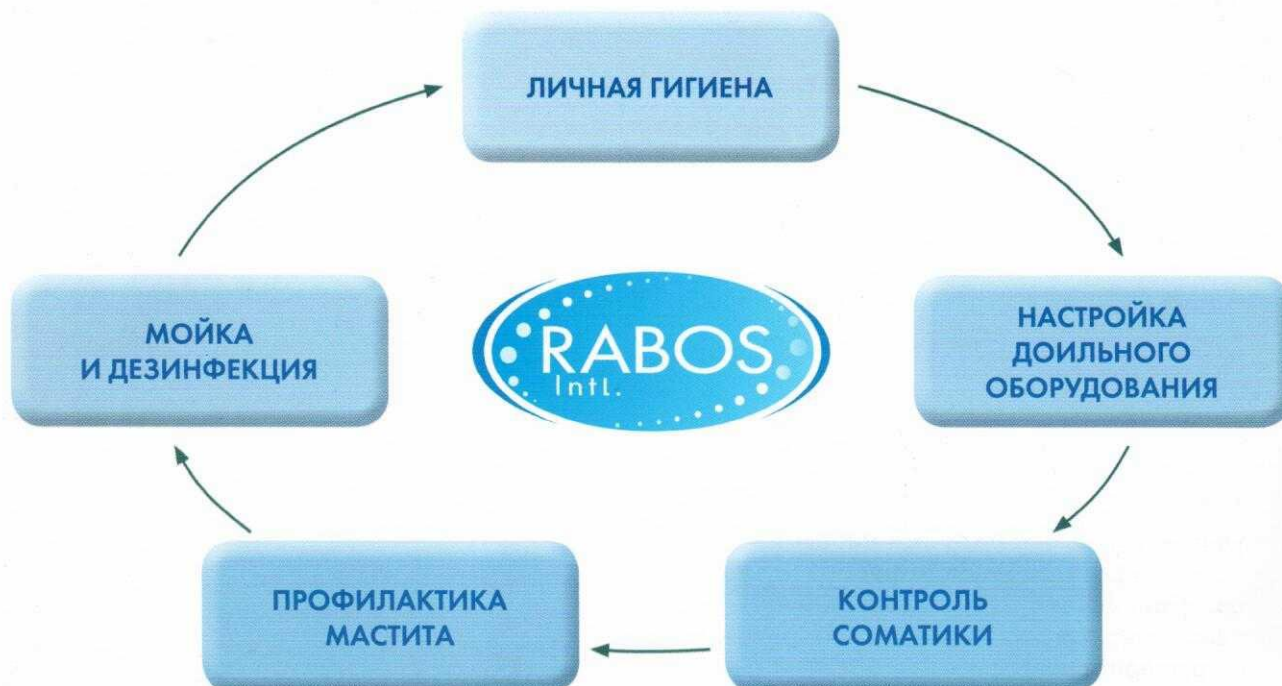 ЛИЧНАЯ ГИГИЕНА
НАСТРОЙКА
ДОИЛЬНОГО
ОБОРУДОВАНИЯ
КОНТРОЛЬ
СОМАТИКИ
ПРОФИЛАКТИКА
МАСТИТА
МОЙКА
И ДЕЗИНФЕКЦИЯ
RABOS
Intl.